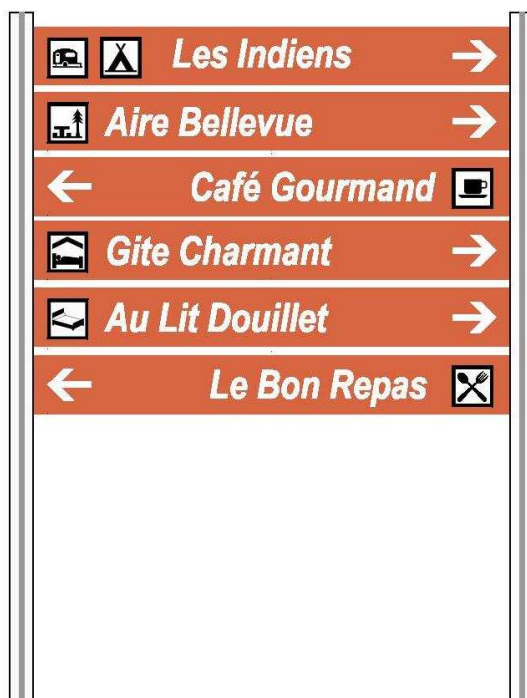 Les Indiens
Aire Bellevue
Café Gourmand
Gite Charmant
Au Lit Douillet
Le Bon Repas